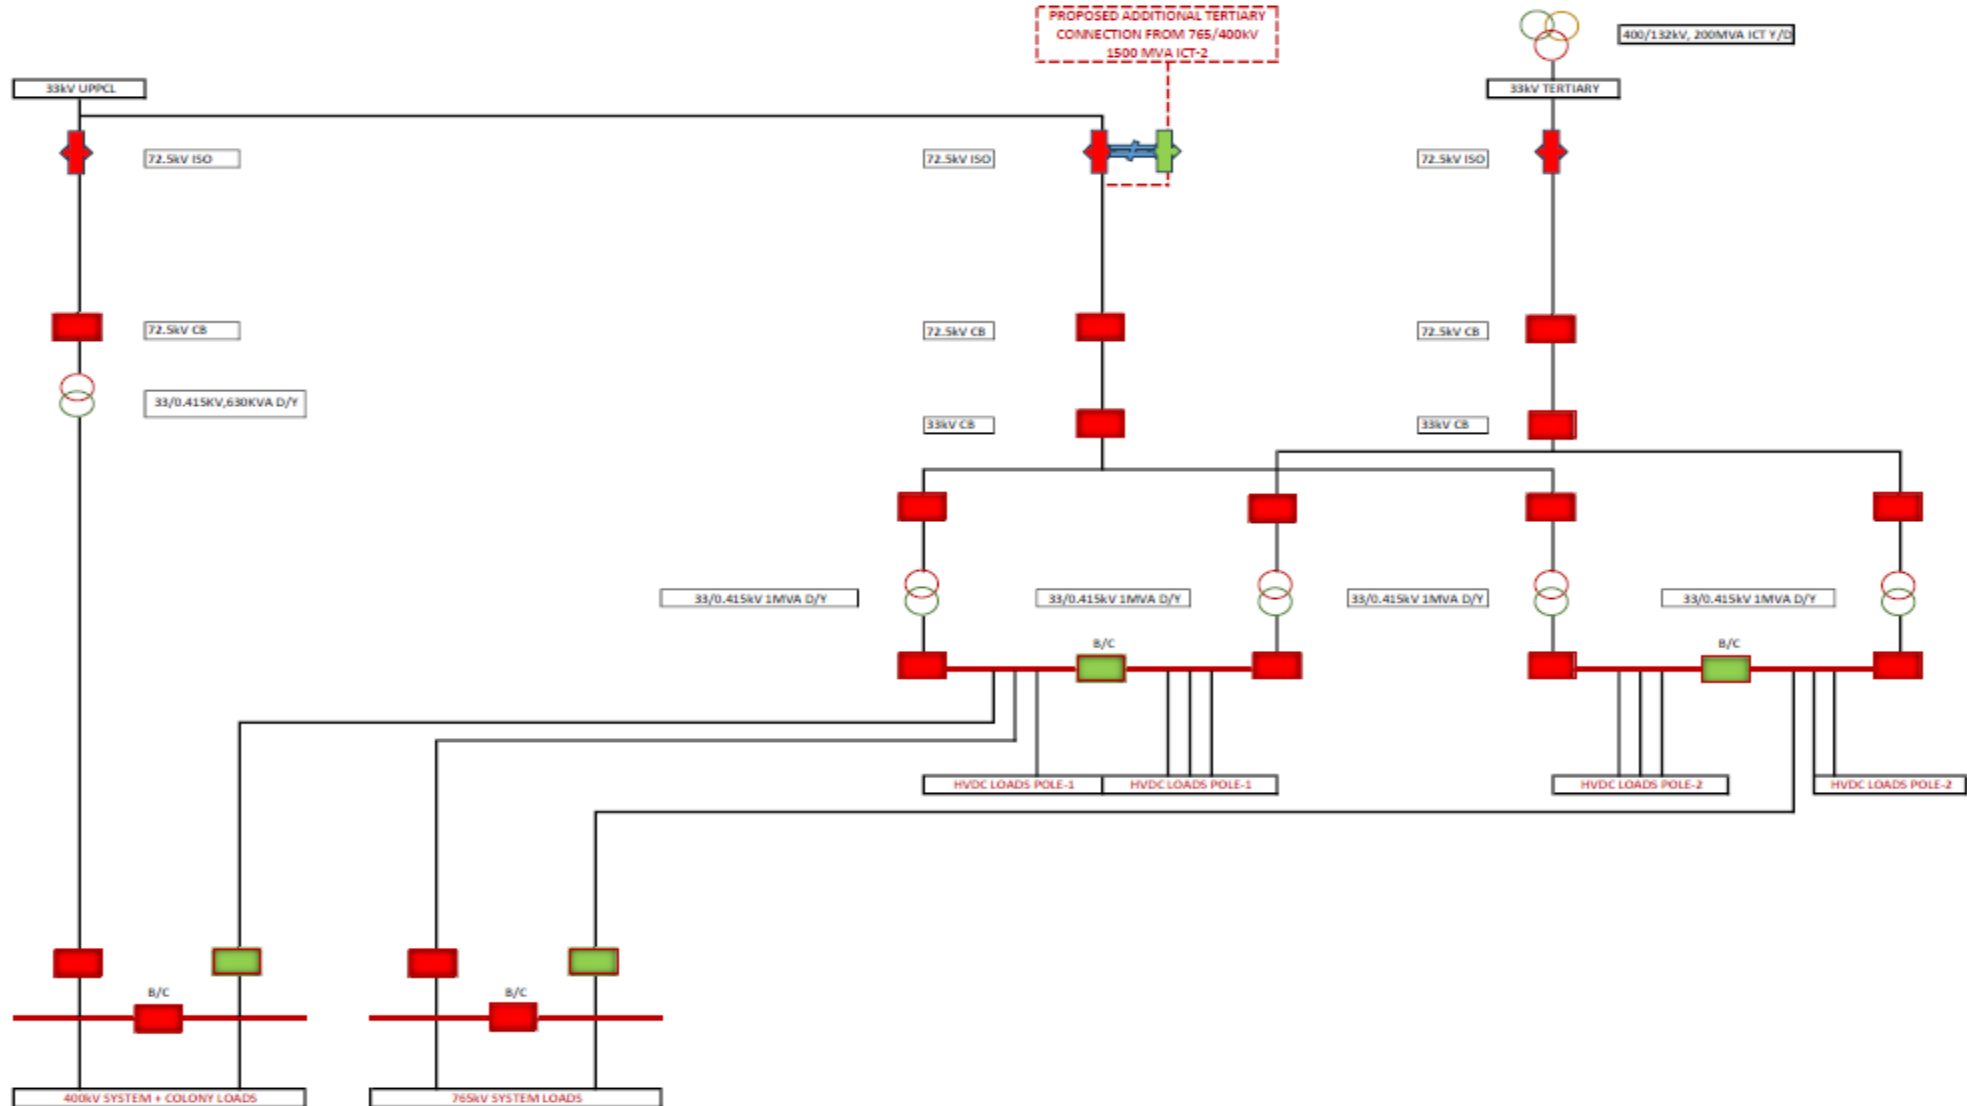 PROPOSED ADDITIONAL TERTIARY
CONNECTION FROM 765/400kV
1500 MVA ICT-2
400/132kV, 200MVA ICT Y/D
33kV UPPCL
33kV TERTIARY
72.5kV ISO
72.5kV ISO
72.5kV ISO
72.5kV CB
72.5kV CB
72.5kV CB
33/0.415KV,630KVA D/Y
33kV CB
33kV CB
33/0.415kV 1MVA D/Y
33/0.415kV 1MVA D/Y
33/0.415kV 1MVA D/Y
33/0.415kV 1MVA D/Y
B/C
B/C
HVDC LOADS POLE-1
HVDC LOADS POLE-1
HVDC LOADS POLE-2
HVDC LOADS POLE-2
B/C
B/C
400kV SYSTEM + COLONY LOADS
765kV SYSTEM LOADS